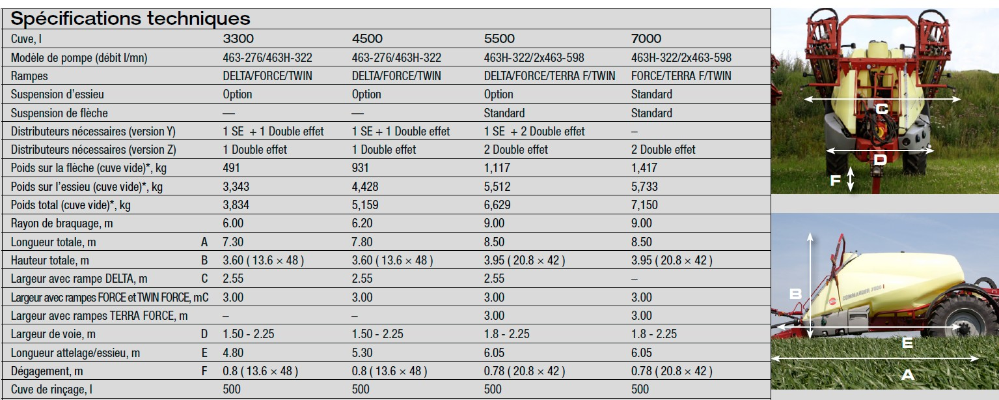 Spécifications techniques
Cuve, l 3300 4500 5500 7000
Modèle de pompe (débit l/mn) 463-276/463H-322 463-276/463H-322 463H-322/2x463-598 463H-322/2x463-598
Rampes DELTA/FORCE/TWIN DELTA/FORCE/TWIN DELTA/FORCE/TERRA F/TWIN FORCE/TERRA F/TWIN
Suspension d'essieu Option Option Option Standard
Suspension de flèche — — Standard Standard
Distributeurs nécessaires (version Y) 1 SE + 1 Double effet 1 SE + 1 Double effet 1 SE + 2 Double effet –
Distributeurs nécessaires (version Z) 1 Double effet 1 Double effet 2 Double effet 2 Double effet
Poids sur la flèche (cuve vide)*, kg 491 931 1,117 1,417
Poids sur l'essieu (cuve vide)*, kg 3,343 4,428 5,512 5,733
Poids total (cuve vide)*, kg 3,834 5,159 6,629 7,150
Rayon de braquage, m 6.00 6.20 9.00 9.00
Longueur totale, m A 7.30 7.80 8.50 8.50
Hauteur totale, m B 3.60 ( 13.6 × 48 ) 3.60 ( 13.6 × 48 ) 3.95 ( 20.8 × 42 ) 3.95 ( 20.8 × 42 )
Largeur avec rampe DELTA, m C 2.55 2.55 2.55 –
Largeur avec rampes FORCE et TWIN FORCE, mC 3.00 3.00 3.00 3.00
Largeur avec rampes TERRA FORCE, m – – 3.00 3.00
Largeur de voie, m D 1.50 - 2.25 1.50 - 2.25 1.8 - 2.25 1.8 - 2.25
Longueur attelage/essieu, m E 4.80 5.30 6.05 6.05
Dégagement, m F 0.8 ( 13.6 × 48 ) 0.8 ( 13.6 × 48 ) 0.78 ( 20.8 × 42 ) 0.78 ( 20.8 × 42 )
Cuve de rinçage, l 500 500 500 500
C
D
F
B
COMMANDER 7000 i
E
A